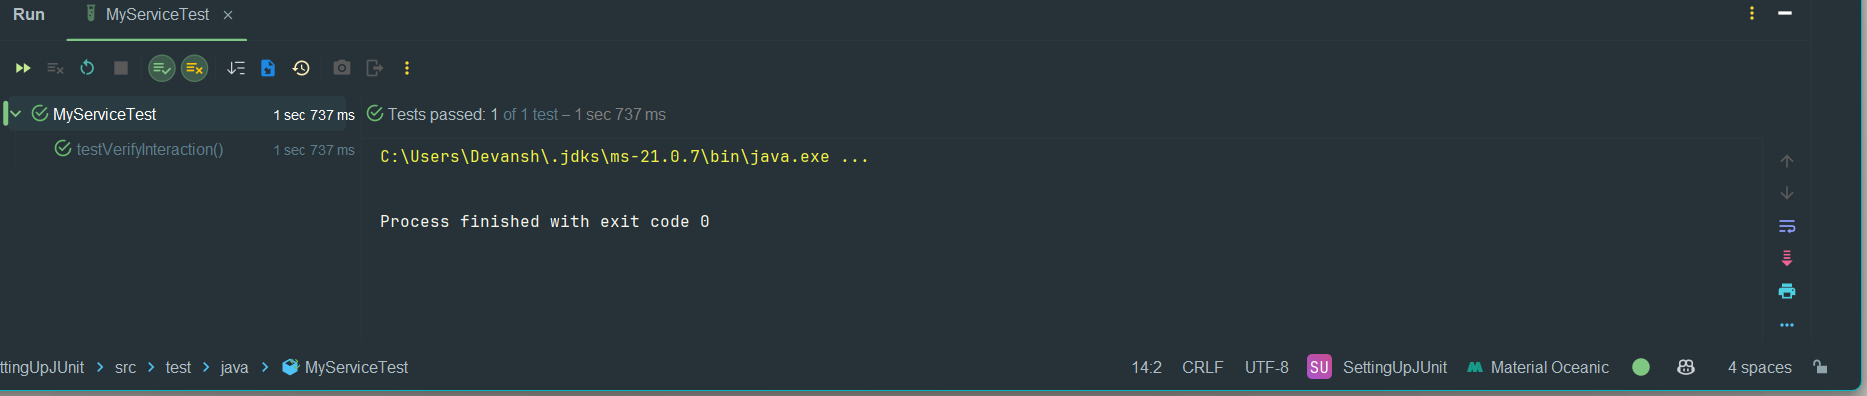 Run MyServiceTest
MyServiceTest 1 sec 737 ms
testVerifyInteraction() 1 sec 737 ms
Tests passed: 1 of 1 test – 1 sec 737 ms
C:\Users\Devansh\.jdks\ms-21.0.7\bin\java.exe ...
Process finished with exit code 0
ttingUpJUnit > src > test > java > MyServiceTest 14:2 CRLF UTF-8 SU SettingUpJUnit Material Oceanic 4 spaces